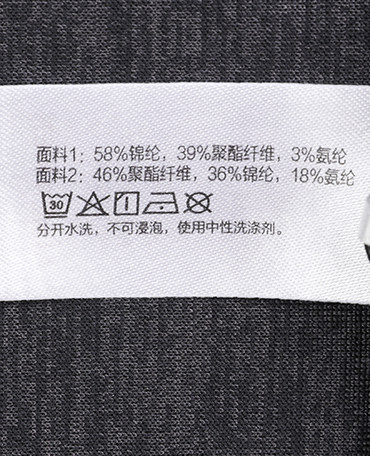 面料1：58%锦纶，39%聚酯纤维，3%氨纶
面料2：46%聚酯纤维，36%锦纶，18%氨纶
30
分开水洗，不可浸泡，使用中性洗涤剂。